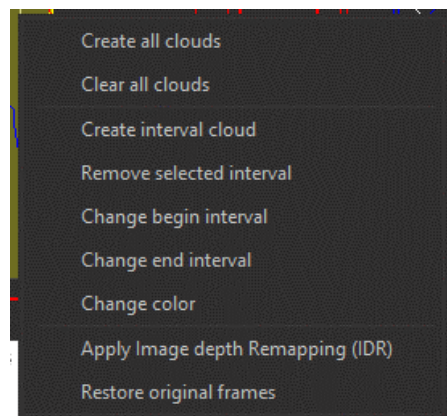 Create all clouds
Clear all clouds
Create interval cloud
Remove selected interval
Change begin interval
Change end interval
Change color
Apply Image depth Remapping (IDR)
Restore original frames